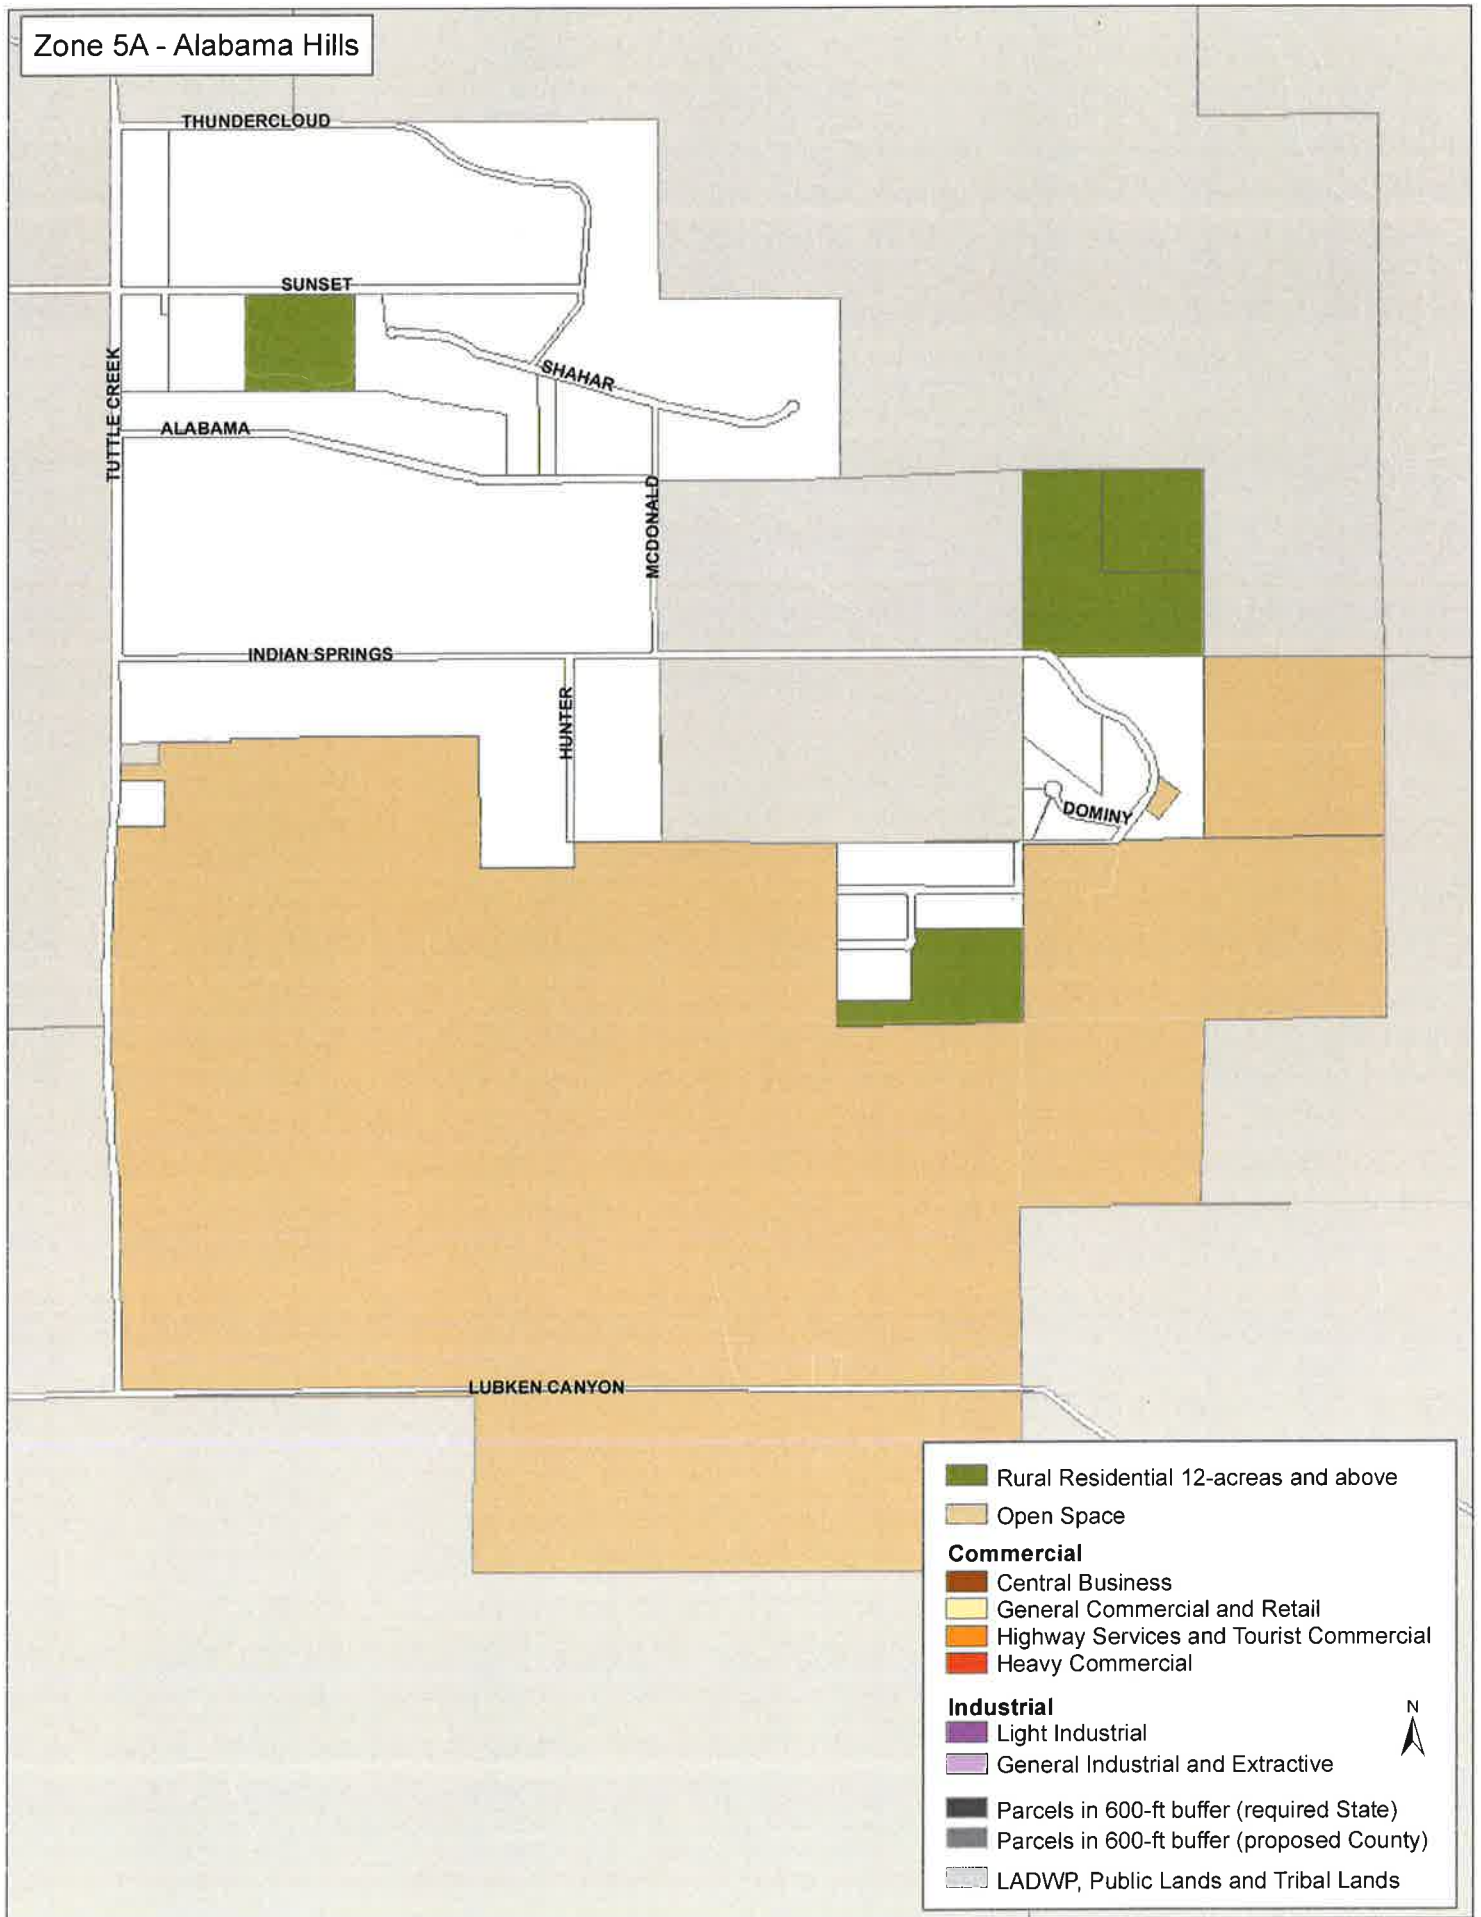 Zone 5A - Alabama Hills
THUNDERCLOUD
SUNSET
TUTTLE CREEK
SHAHAR
ALABAMA
MCDONALD
INDIAN SPRINGS
HUNTER
DOMINY
LUBKEN CANYON
Rural Residential 12-acreas and above
Open Space
Commercial
Central Business
General Commercial and Retail
Highway Services and Tourist Commercial
Heavy Commercial
Industrial
N
Light Industrial
General Industrial and Extractive
Parcels in 600-ft buffer (required State)
Parcels in 600-ft buffer (proposed County)
LADWP, Public Lands and Tribal Lands